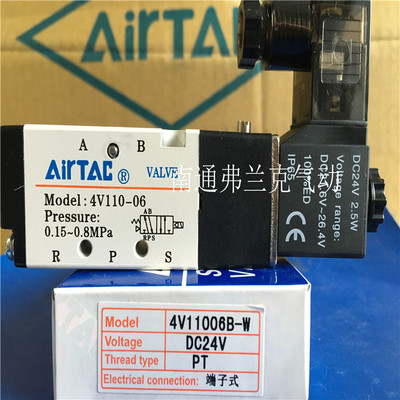 AirTAC
A B
AirTAC ® VALVE
Model:4V110-06
Pressure:
0.15~0.8MPa
AB
RPS
R P S
DC24V 2.5W
Voltage range:
DC21.6V~26.4V
100%ED
IP65
南通弗兰克气动
S
Model 4V11006B-W
Voltage DC24V
Thread type PT
Electrical connection: 端子式